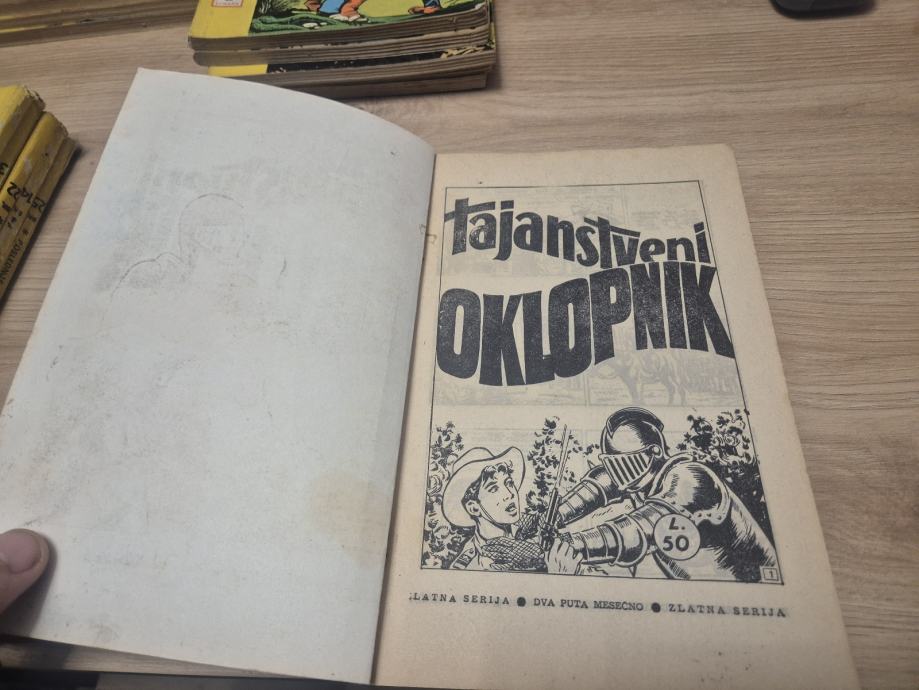 tajanstveni
OKLOPNIK
L.
50
1
LATNA SERIJA ● DVA PUTA MESEČNO ● ZLATNA SERIJA